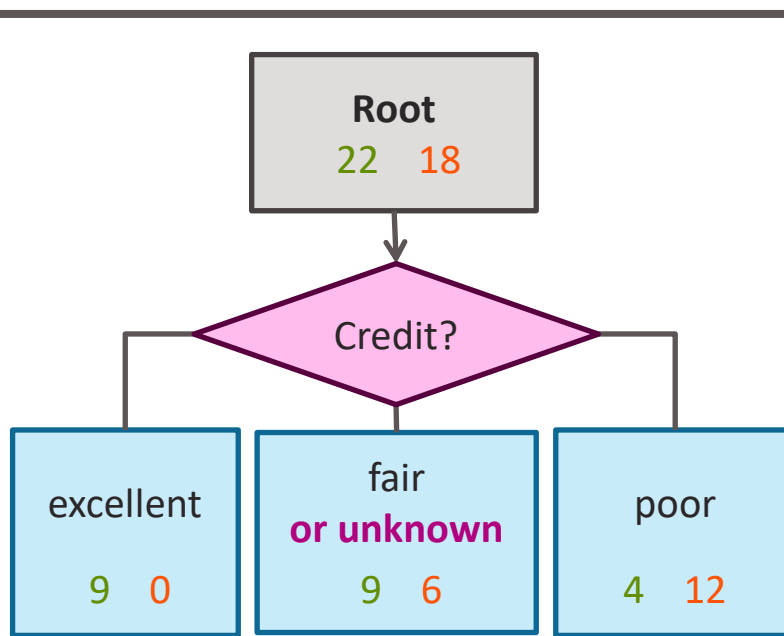 Root
22 18
Credit?
excellent
9 0
fair
or unknown
9 6
poor
4 12